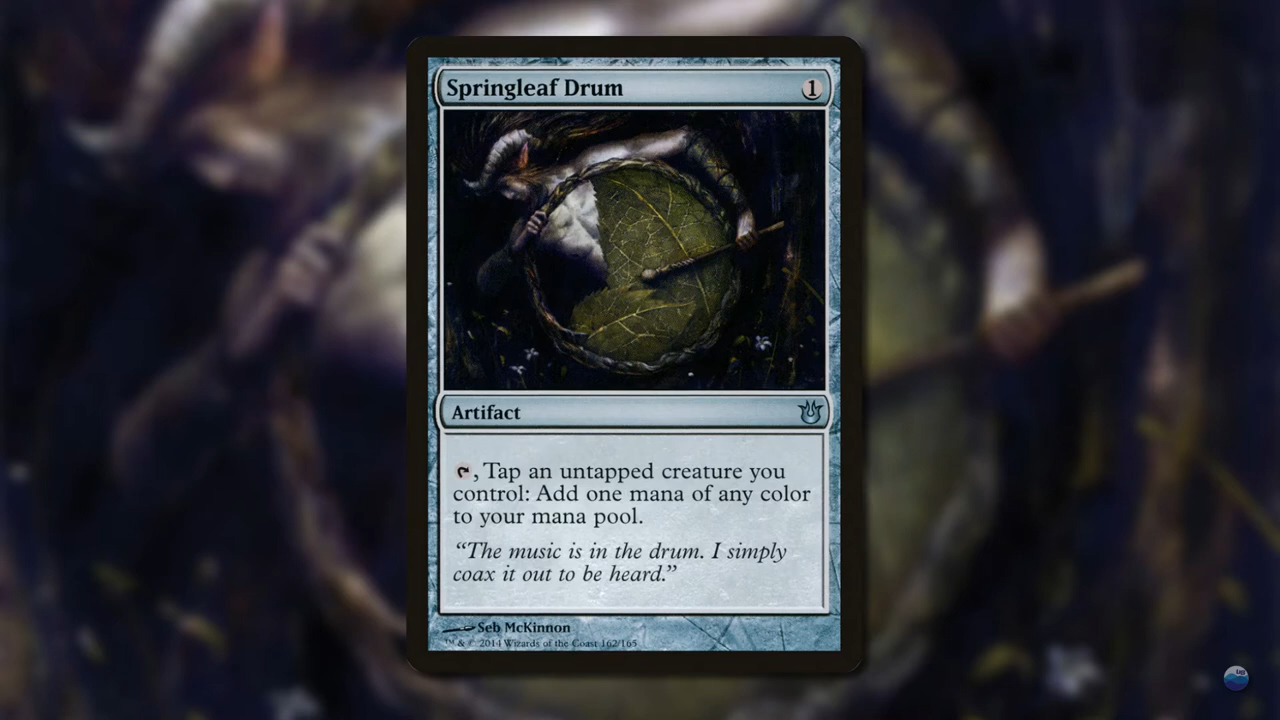 Springleaf Drum 1
Artifact
, Tap an untapped creature you
control: Add one mana of any color
to your mana pool.
“The music is in the drum. I simply
coax it out to be heard.”
Seb McKinnon
™ & © 2014 Wizards of the Coast 162/165